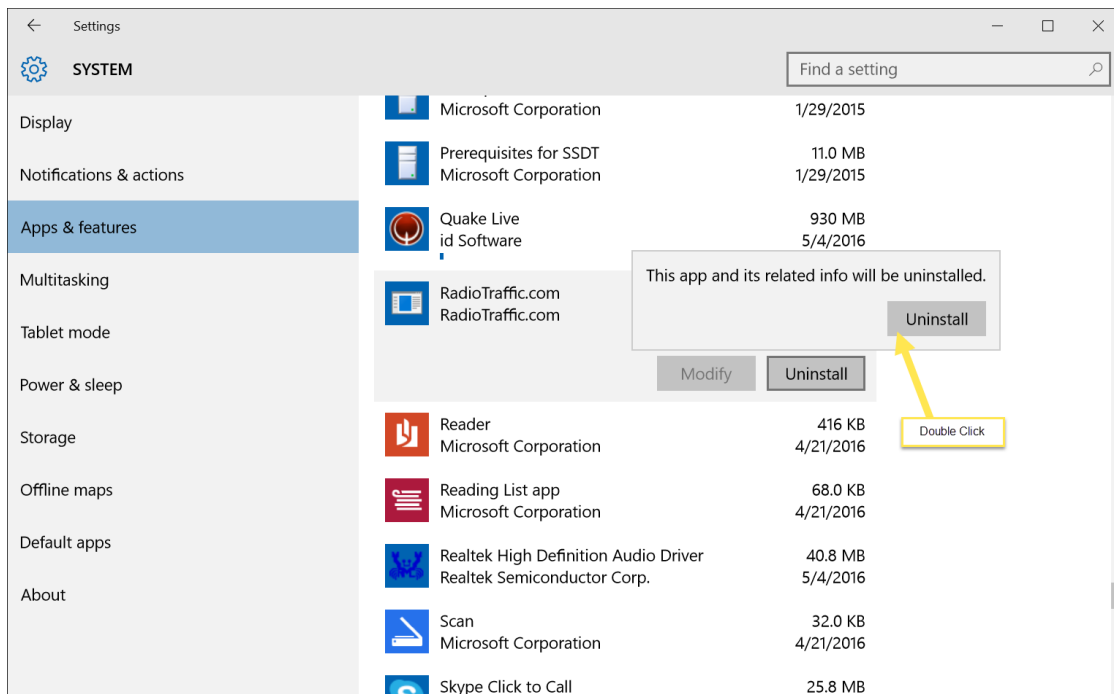 Settings
SYSTEM
Find a setting
Display
Notifications & actions
Apps & features
Multitasking
Tablet mode
Power & sleep
Storage
Offline maps
Default apps
About
Microsoft Corporation 1/29/2015
Prerequisites for SSDT 11.0 MB
Microsoft Corporation 1/29/2015
Quake Live 930 MB
id Software 5/4/2016
This app and its related info will be uninstalled.
Uninstall
RadioTraffic.com
RadioTraffic.com
Modify Uninstall
Double Click
Reader 416 KB
Microsoft Corporation 4/21/2016
Reading List app 68.0 KB
Microsoft Corporation 4/21/2016
Realtek High Definition Audio Driver 40.8 MB
Realtek Semiconductor Corp. 5/4/2016
Scan 32.0 KB
Microsoft Corporation 4/21/2016
Skype Click to Call 25.8 MB